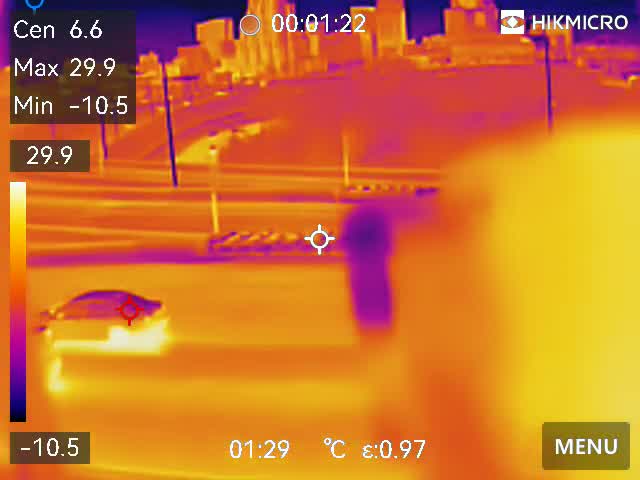 Cen 6.6
00:01:22
HIKMICRO
Max 29.9
Min -10.5
29.9
-10.5
01:29 ℃ ε:0.97
MENU